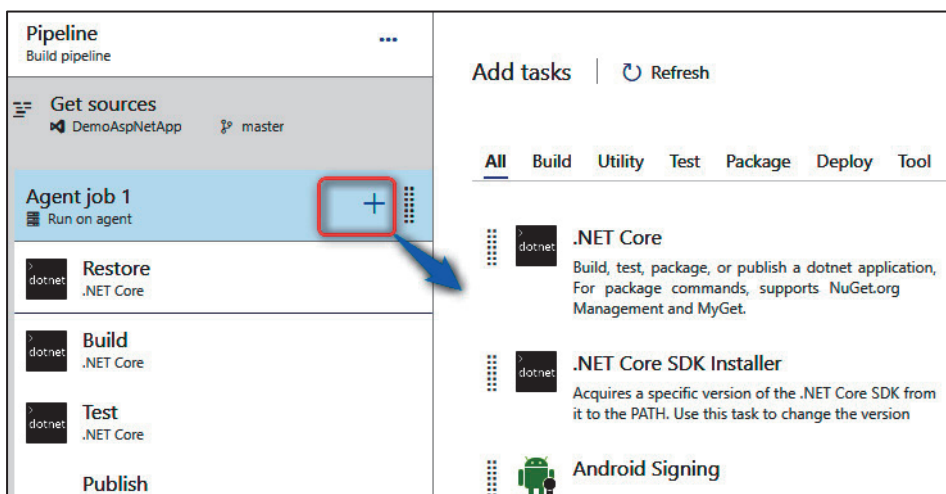 Pipeline
...
Build pipeline
Get sources
DemoAspNetApp master
Agent job 1
Run on agent
dotnet
Restore
.NET Core
dotnet
Build
.NET Core
dotnet
Test
.NET Core
Publish
Add tasks | Refresh
All Build Utility Test Package Deploy Tool
dotnet
.NET Core
Build, test, package, or publish a dotnet application,
For package commands, supports NuGet.org
Management and MyGet.
dotnet
.NET Core SDK Installer
Acquires a specific version of the .NET Core SDK from
it to the PATH. Use this task to change the version
Android Signing